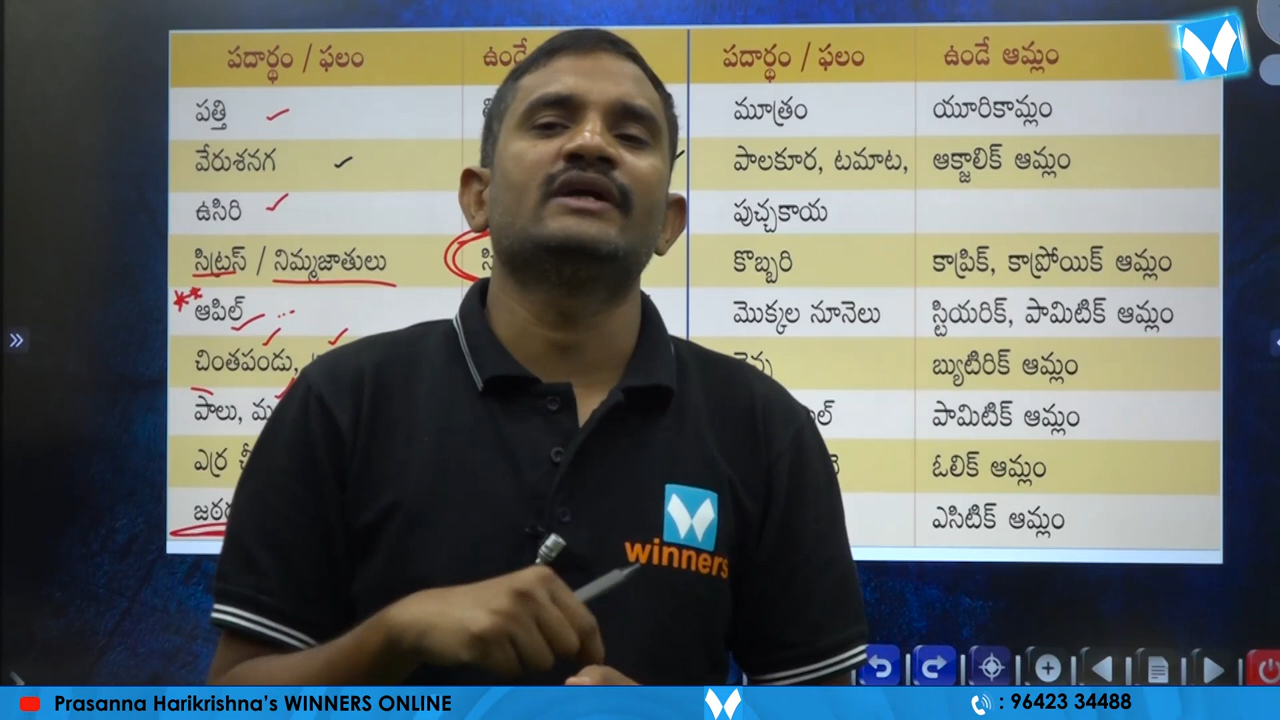 పదార్థం / ఫలం ఉండే పదార్థం / ఫలం ఉండే ఆమ్లం
పత్తి మూత్రం యూరికామ్లం
వేరుశనగ పాలకూర, టమాట, ఆక్జాలిక్ ఆమ్లం
ఉసిరి పుచ్చకాయ
సిట్రస్ / నిమ్మజాతులు కొబ్బరి కాప్రిక్, కాప్రోయిక్ ఆమ్లం
ఆపిల్ మొక్కల నూనెలు స్టియరిక్, పామిటిక్ ఆమ్లం
చింతపండు, బ్యుటిరిక్ ఆమ్లం
పాలు, పామిటిక్ ఆమ్లం
ఎర్ర ఓలిక్ ఆమ్లం
ఎసిటిక్ ఆమ్లం
winners
Prasanna Harikrishna's WINNERS ONLINE : 96423 34488